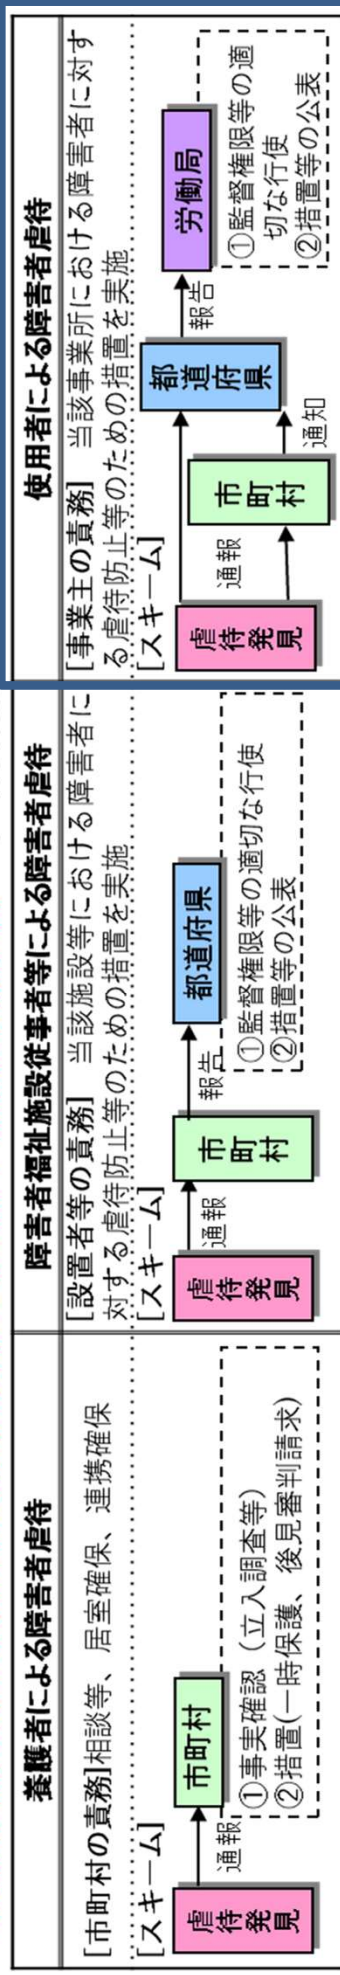 養護者による障害者虐待
[市町村の責務]相談等、居室確保、連携確保
[スキーム]
虐待発見
通報
市町村
①事実確認（立入調査等）
②措置(一時保護、後見審判請求)
障害者福祉施設従事者等による障害者虐待
[設置者等の責務]　当該施設等における障害者に
対する虐待防止等のための措置を実施
[スキーム]
虐待発見
通報
市町村
報告
都道府県
①監督権限等の適切な行使
②措置等の公表
使用者による障害者虐待
[事業主の責務]　当該事業所における障害者に対す
る虐待防止等のための措置を実施
[スキーム]
虐待発見
通報
市町村
通知
都道府県
報告
労働局
①監督権限等の適
切な行使
②措置等の公表